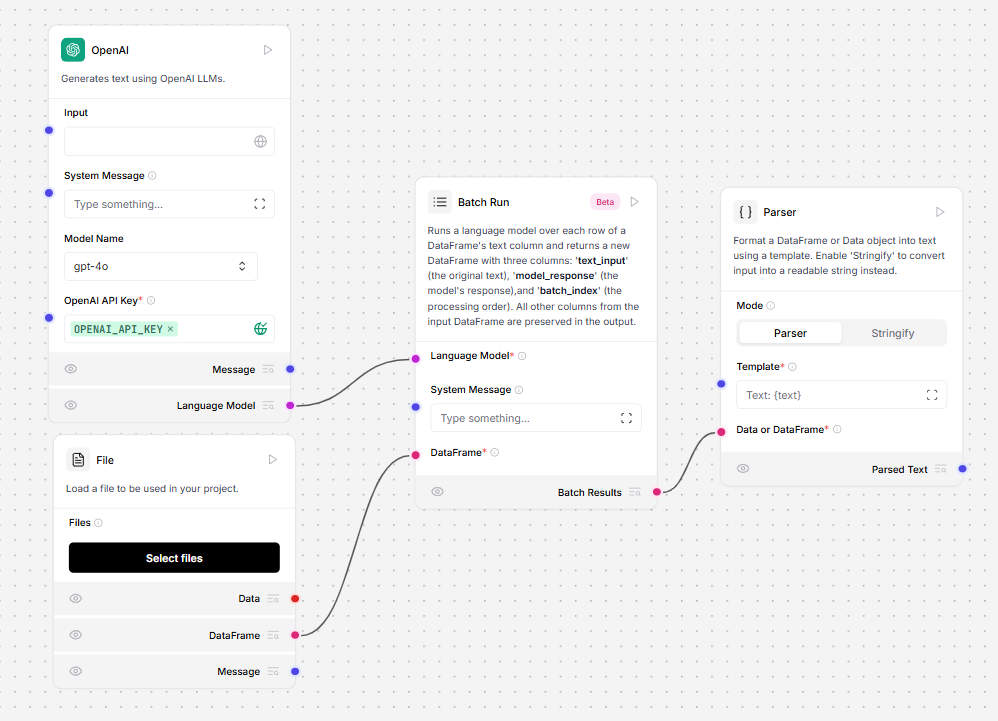 OpenAI
Generates text using OpenAI LLMs.
Input
System Message
Type something...
Model Name
gpt-4o
OpenAI API Key*
OPENAI_API_KEY ×
Message
Language Model
File
Load a file to be used in your project.
Files
Select files
Data
DataFrame
Message
Batch Run
Beta
Runs a language model over each row of a
DataFrame's text column and returns a new
DataFrame with three columns: 'text_input'
(the original text), 'model_response' (the
model's response),and 'batch_index' (the
processing order). All other columns from the
input DataFrame are preserved in the output.
Language Model*
System Message
Type something...
DataFrame*
Batch Results
Parser
Format a DataFrame or Data object into text
using a template. Enable 'Stringify' to convert
input into a readable string instead.
Mode
Parser
Stringify
Template*
Text: {text}
Data or DataFrame*
Parsed Text